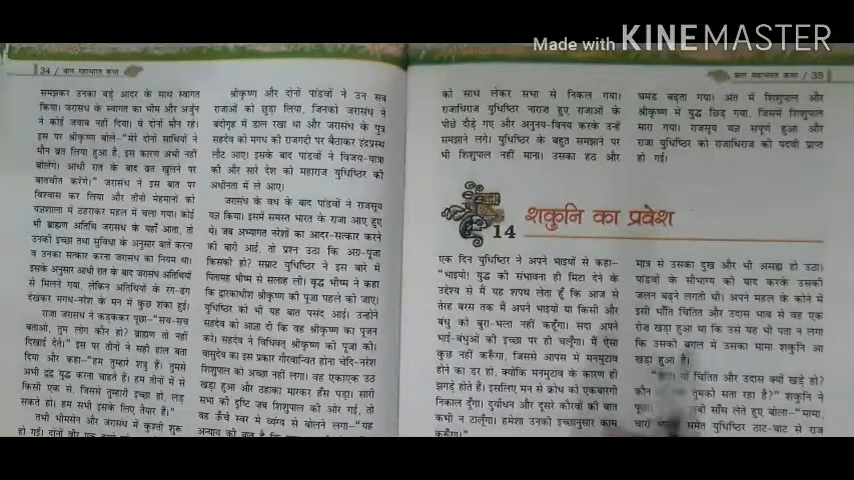 Made with KINEMASTER
34 / बाल महाभारत कथा
समझकर उनका बड़े आदर के साथ स्वागत
किया। जरासंध के स्वागत का भीम और अर्जुन
ने कोई जवाब नहीं दिया। वे दोनों मौन रहे।
इस पर श्रीकृष्ण बोले-"मेरे दोनों साथियों ने
मौन व्रत लिया हुआ है, इस कारण अभी नहीं
बोलेंगे। आधी रात के बाद व्रत खुलने पर
बातचीत करेंगे।" जरासंध ने इस बात पर
विश्वास कर लिया और तीनों मेहमानों को
यज्ञशाला में ठहराकर महल में चला गया। कोई
भी ब्राह्मण अतिथि जरासंध के यहाँ आता, तो
उनकी इच्छा तथा सुविधा के अनुसार बातें करना
व उनका सत्कार करना जरासंध का नियम था।
इसके अनुसार आधी रात के बाद जरासंध अतिथियों
से मिलने गया, लेकिन अतिथियों के रंग-ढंग
देखकर मगध-नरेश के मन में कुछ शंका हुई।
राजा जरासंध ने कड़ककर पूछा-"सच-सच
बताओ, तुम लोग कौन हो? ब्राह्मण तो नहीं
दिखाई देते।" इस पर तीनों ने सही हाल बता
दिया और कहा-"हम तुम्हारे शत्रु हैं। तुमसे
अभी द्वंद्व युद्ध करना चाहते हैं। हम तीनों में से
किसी एक से, जिससे तुम्हारी इच्छा हो, लड़
सकते हो। हम सभी इसके लिए तैयार हैं।"
तभी भीमसेन और जरासंध में कुश्ती शुरू
हो गई। दोनों वीर एक
श्रीकृष्ण और दोनों पांडवों ने उन सब
राजाओं को छुड़ा लिया, जिनको जरासंध ने
बंदीगृह में डाल रखा था और जरासंध के पुत्र
सहदेव को मगध की राजगद्दी पर बैठाकर इंद्रप्रस्थ
लौट आए। इसके बाद पांडवों ने विजय-यात्रा
की और सारे देश को महाराज युधिष्ठिर की
अधीनता में ले आए।
जरासंध के वध के बाद पांडवों ने राजसूय
यज्ञ किया। इसमें समस्त भारत के राजा आए हुए
थे। जब अभ्यागत नरेशों का आदर-सत्कार करने
की बारी आई, तो प्रश्न उठा कि अग्र-पूजा
किसकी हो? सम्राट युधिष्ठिर ने इस बारे में
पितामह भीष्म से सलाह ली। वृद्ध भीष्म ने कहा
कि द्वारकाधीश श्रीकृष्ण की पूजा पहले की जाए।
युधिष्ठिर को भी यह बात पसंद आई। उन्होंने
सहदेव को आज्ञा दी कि वह श्रीकृष्ण का पूजन
करे। सहदेव ने विधिवत् श्रीकृष्ण की पूजा की।
वासुदेव का इस प्रकार गौरवान्वित होना चेदि-नरेश
शिशुपाल को अच्छा नहीं लगा। वह एकाएक उठ
खड़ा हुआ और ठहाका मारकर हँस पड़ा। सारी
सभा की दृष्टि जब शिशुपाल की ओर गई, तो
वह ऊँचे स्वर में व्यंग्य से बोलने लगा-"यह
अन्याय की बात है कि
बाल महाभारत कथा / 35
को साथ लेकर सभा से निकल गया।
राजाधिराज युधिष्ठिर नाराज़ हुए राजाओं के
पीछे दौड़े गए और अनुनय-विनय करके उन्हें
समझाने लगे। युधिष्ठिर के बहुत समझाने पर
भी शिशुपाल नहीं माना। उसका हठ और
घमंड बढ़ता गया। अंत में शिशुपाल और
श्रीकृष्ण में युद्ध छिड़ गया, जिसमें शिशुपाल
मारा गया। राजसूय यज्ञ संपूर्ण हुआ और
राजा युधिष्ठिर को राजाधिराज की पदवी प्राप्त
हो गई।
14 शकुनि का प्रवेश
एक दिन युधिष्ठिर ने अपने भाइयों से कहा-
"भाइयो! युद्ध की संभावना ही मिटा देने के
उद्देश्य से मैं यह शपथ लेता हूँ कि आज से
तेरह बरस तक मैं अपने भाइयों या किसी और
बंधु को बुरा-भला नहीं कहूँगा। सदा अपने
भाई-बंधुओं की इच्छा पर ही चलूँगा। मैं ऐसा
कुछ नहीं करूँगा, जिससे आपस में मनमुटाव
होने का डर हो, क्योंकि मनमुटाव के कारण ही
झगड़े होते हैं। इसलिए मन से क्रोध को एकबारगी
निकाल दूँगा। दुर्योधन और दूसरे कौरवों की बात
कभी न टालूँगा। हमेशा उनकी इच्छानुसार काम
करूँगा।"
मात्र से उसका दुख और भी असह्य हो उठा।
पांडवों के सौभाग्य को याद करके उसकी
जलन बढ़ने लगती थी। अपने महल के कोने में
इसी भाँति चिंतित और उदास भाव से वह एक
रोज़ खड़ा हुआ था कि उसे यह भी पता न लगा
कि उसकी बगल में उसका मामा शकुनि आ
खड़ा हुआ है।
यों चिंतित और उदास क्यों खड़े हो?
कौन तुमको सता रहा है?" शकुनि ने
साँस लेते हुए बोला-"मामा,
चारों समेत युधिष्ठिर ठाट-बाट से राज